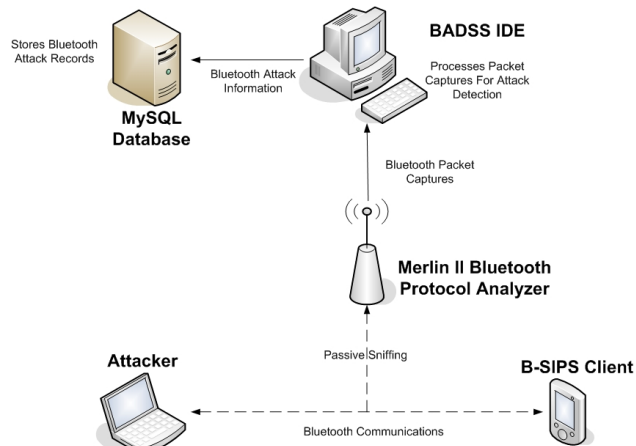 Stores Bluetooth
Attack Records
MySQL
Database
Bluetooth Attack
Information
BADSS IDE
Processes Packet
Captures For Attack
Detection
Bluetooth Packet
Captures
Merlin II Bluetooth
Protocol Analyzer
Passive Sniffing
Attacker
B-SIPS Client
Bluetooth Communications